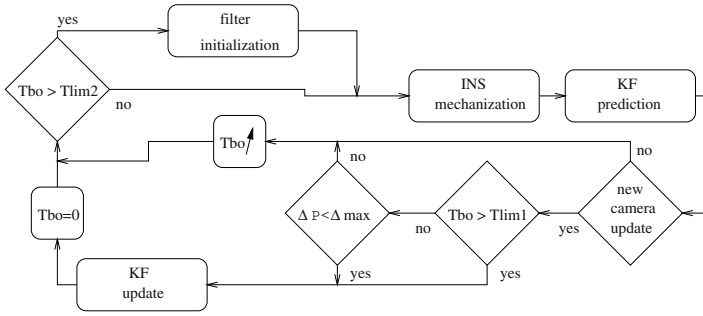 yes
filter
initialization
Tbo > Tlim2
no
INS
mechanization
KF
prediction
Tbo
no
no
new
camera
update
Δ P<Δ max
Tbo > Tlim1
no
yes
Tbo=0
yes
yes
KF
update